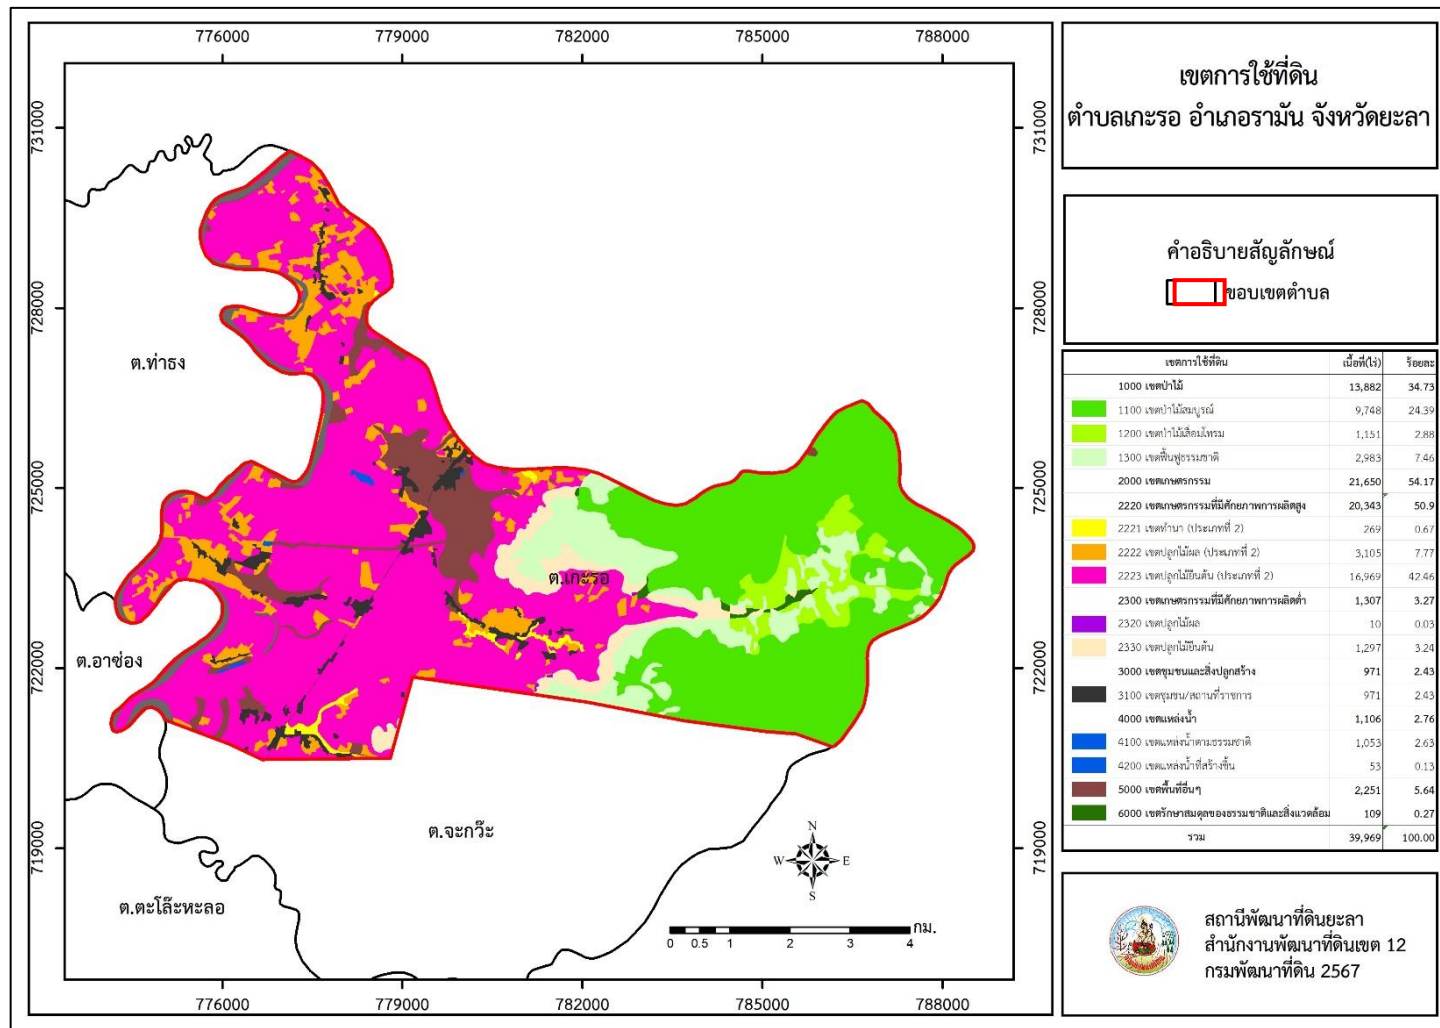 776000 779000 782000 785000 788000
731000 731000
728000 728000
725000 725000
722000 722000
719000 719000
ต.ท่าธง
ต.เกะรอ
ต.อาซ่อง
ต.จะกว๊ะ
ต.ตะโล๊ะหะลอ
N
W E
S
กม.
0 0.5 1 2 3 4
776000 779000 782000 785000 788000
เขตการใช้ที่ดิน
ตำบลเกะรอ อำเภอรามัน จังหวัดยะลา
คำอธิบายสัญลักษณ์
ขอบเขตตำบล
เขตการใช้ที่ดิน เนื้อที่(ไร่) ร้อยละ
1000 เขตป่าไม้ 13,882 34.73
1100 เขตป่าไม้สมบูรณ์ 9,748 24.39
1200 เขตป่าไม้เสื่อมโทรม 1,151 2.88
1300 เขตฟื้นฟูธรรมชาติ 2,983 7.46
2000 เขตเกษตรกรรม 21,650 54.17
2220 เขตเกษตรกรรมที่มีศักยภาพการผลิตสูง 20,343 50.9
2221 เขตทำนา (ประเภทที่ 2) 269 0.67
2222 เขตปลูกไม้ผล (ประเภทที่ 2) 3,105 7.77
2223 เขตปลูกไม้ยืนต้น (ประเภทที่ 2) 16,969 42.46
2300 เขตเกษตรกรรมที่มีศักยภาพการผลิตต่ำ 1,307 3.27
2320 เขตปลูกไม้ผล 10 0.03
2330 เขตปลูกไม้ยืนต้น 1,297 3.24
3000 เขตชุมชนและสิ่งปลูกสร้าง 971 2.43
3100 เขตชุมชน/สถานที่ราชการ 971 2.43
4000 เขตแหล่งน้ำ 1,106 2.76
4100 เขตแหล่งน้ำตามธรรมชาติ 1,053 2.63
4200 เขตแหล่งน้ำที่สร้างขึ้น 53 0.13
5000 เขตพื้นที่อื่นๆ 2,251 5.64
6000 เขตรักษาสมดุลของธรรมชาติและสิ่งแวดล้อม 109 0.27
รวม 39,969 100.00
สถานีพัฒนาที่ดินยะลา
สำนักงานพัฒนาที่ดินเขต 12
กรมพัฒนาที่ดิน 2567